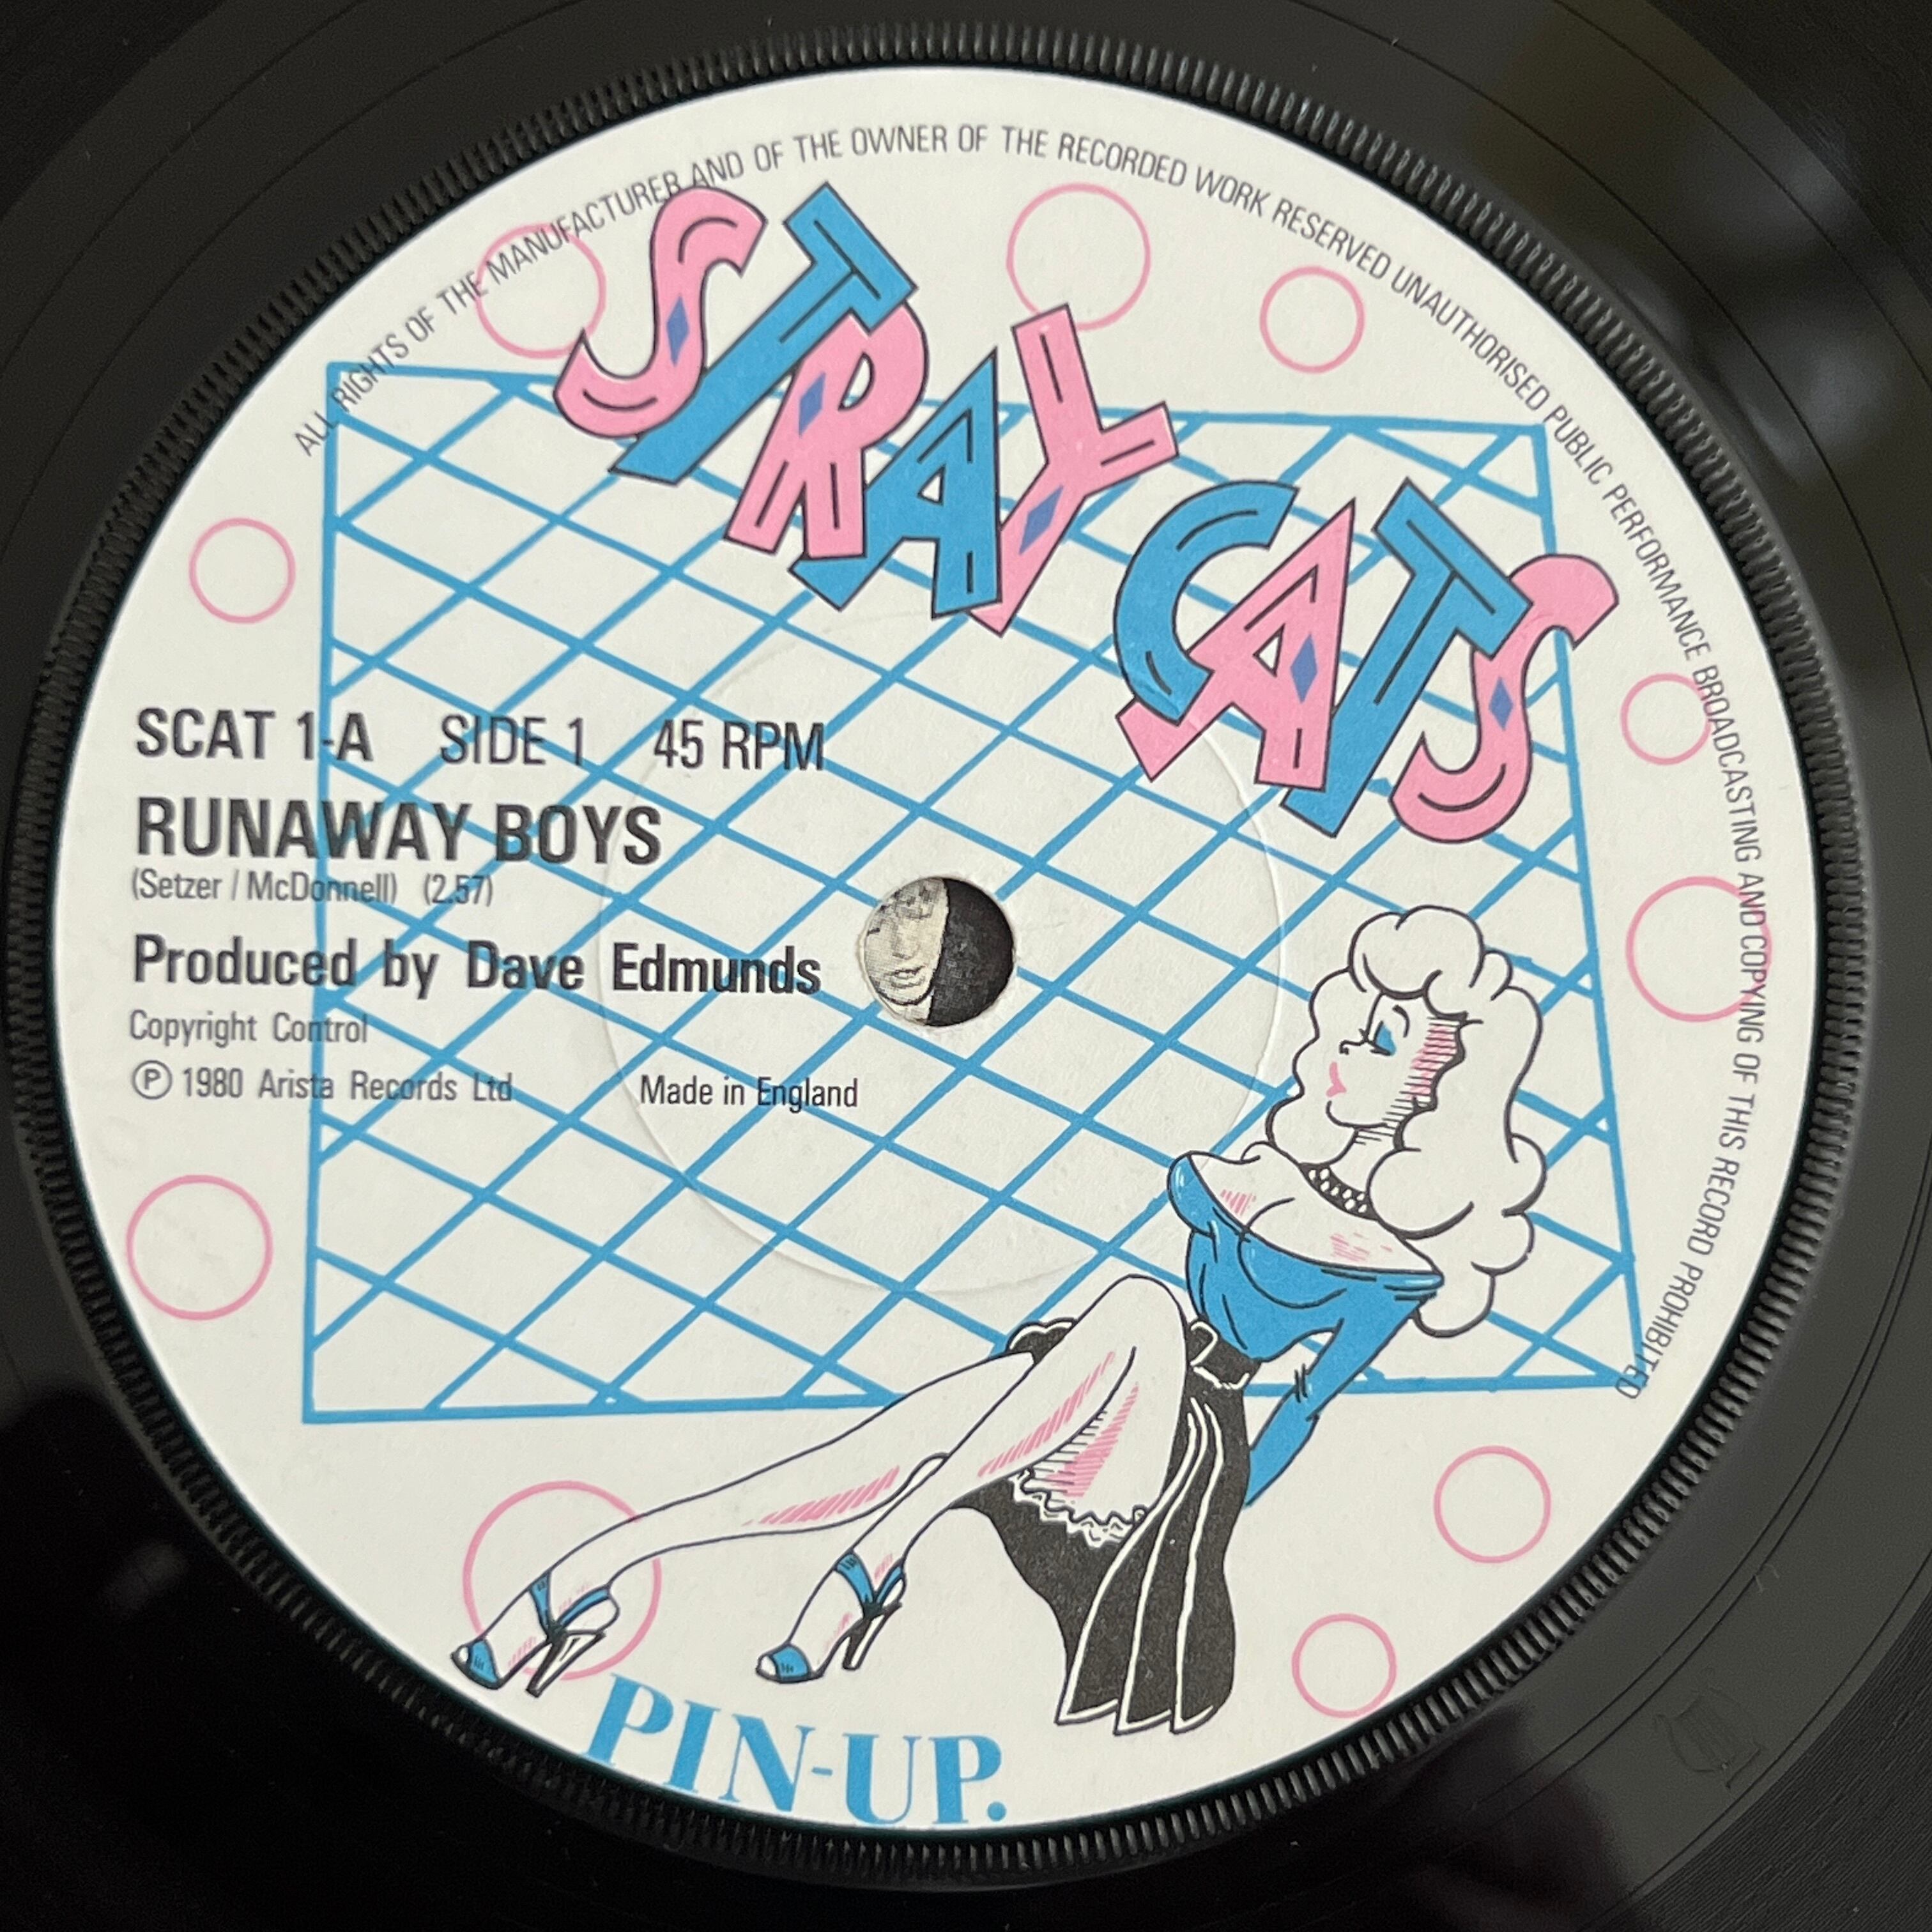 ALL RIGHTS OF THE MANUFACTURER AND OF THE OWNER OF THE RECORDED WORK RESERVED UNAUTHORISED PUBLIC PERFORMANCE BROADCASTING AND COPYING OF THIS RECORD PROHIBITED
STRAY CATS
SCAT 1-A SIDE 1 45 RPM
RUNAWAY BOYS
(Setzer / McDonnell) (2.57)
Produced by Dave Edmunds
Copyright Control
℗ 1980 Arista Records Ltd Made in England
PIN-UP.